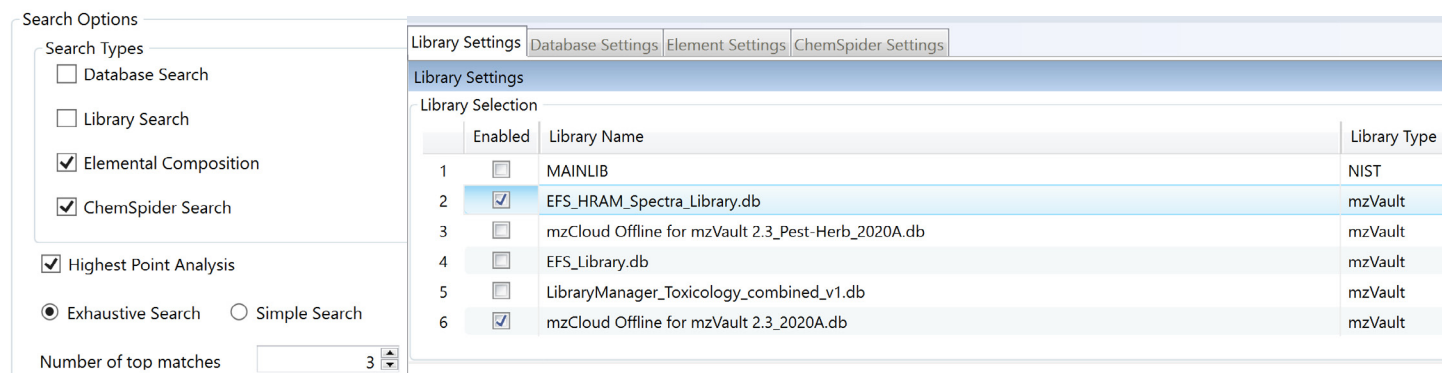 Search Options
Search Types
Database Search
Library Search
Elemental Composition
ChemSpider Search
Highest Point Analysis
Exhaustive Search Simple Search
Number of top matches 3
Library Settings Database Settings Element Settings ChemSpider Settings
Library Settings
Library Selection
Enabled Library Name Library Type
1 MAINLIB NIST
2 EFS_HRAM_Spectra_Library.db mzVault
3 mzCloud Offline for mzVault 2.3_Pest-Herb_2020A.db mzVault
4 EFS_Library.db mzVault
5 LibraryManager_Toxicology_combined_v1.db mzVault
6 mzCloud Offline for mzVault 2.3_2020A.db mzVault